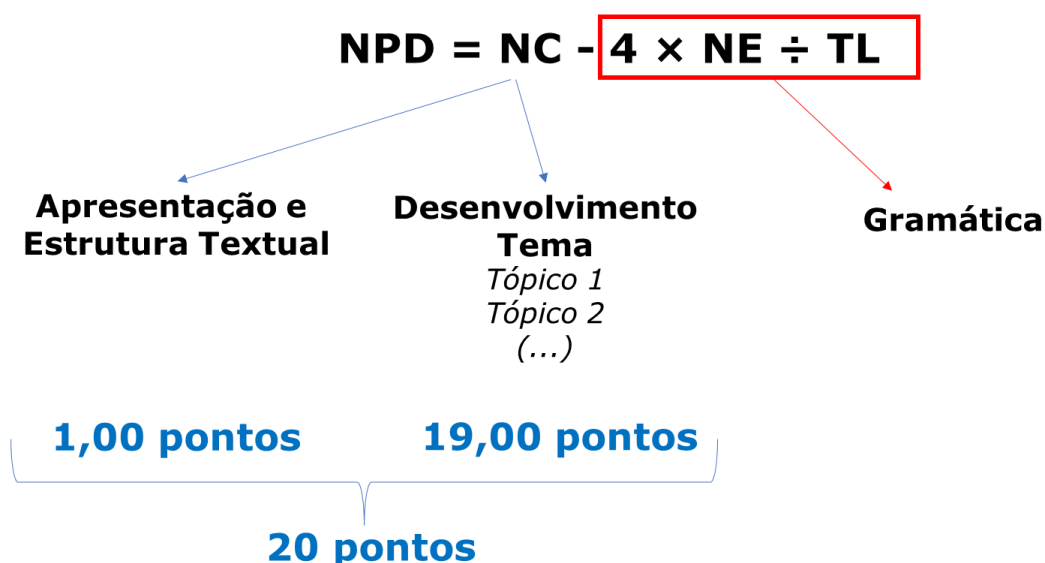 NPD = NC - 4 × NE ÷ TL
Apresentação e
Estrutura Textual
Desenvolvimento
Tema
Tópico 1
Tópico 2
(...)
Gramática
1,00 pontos
19,00 pontos
20 pontos